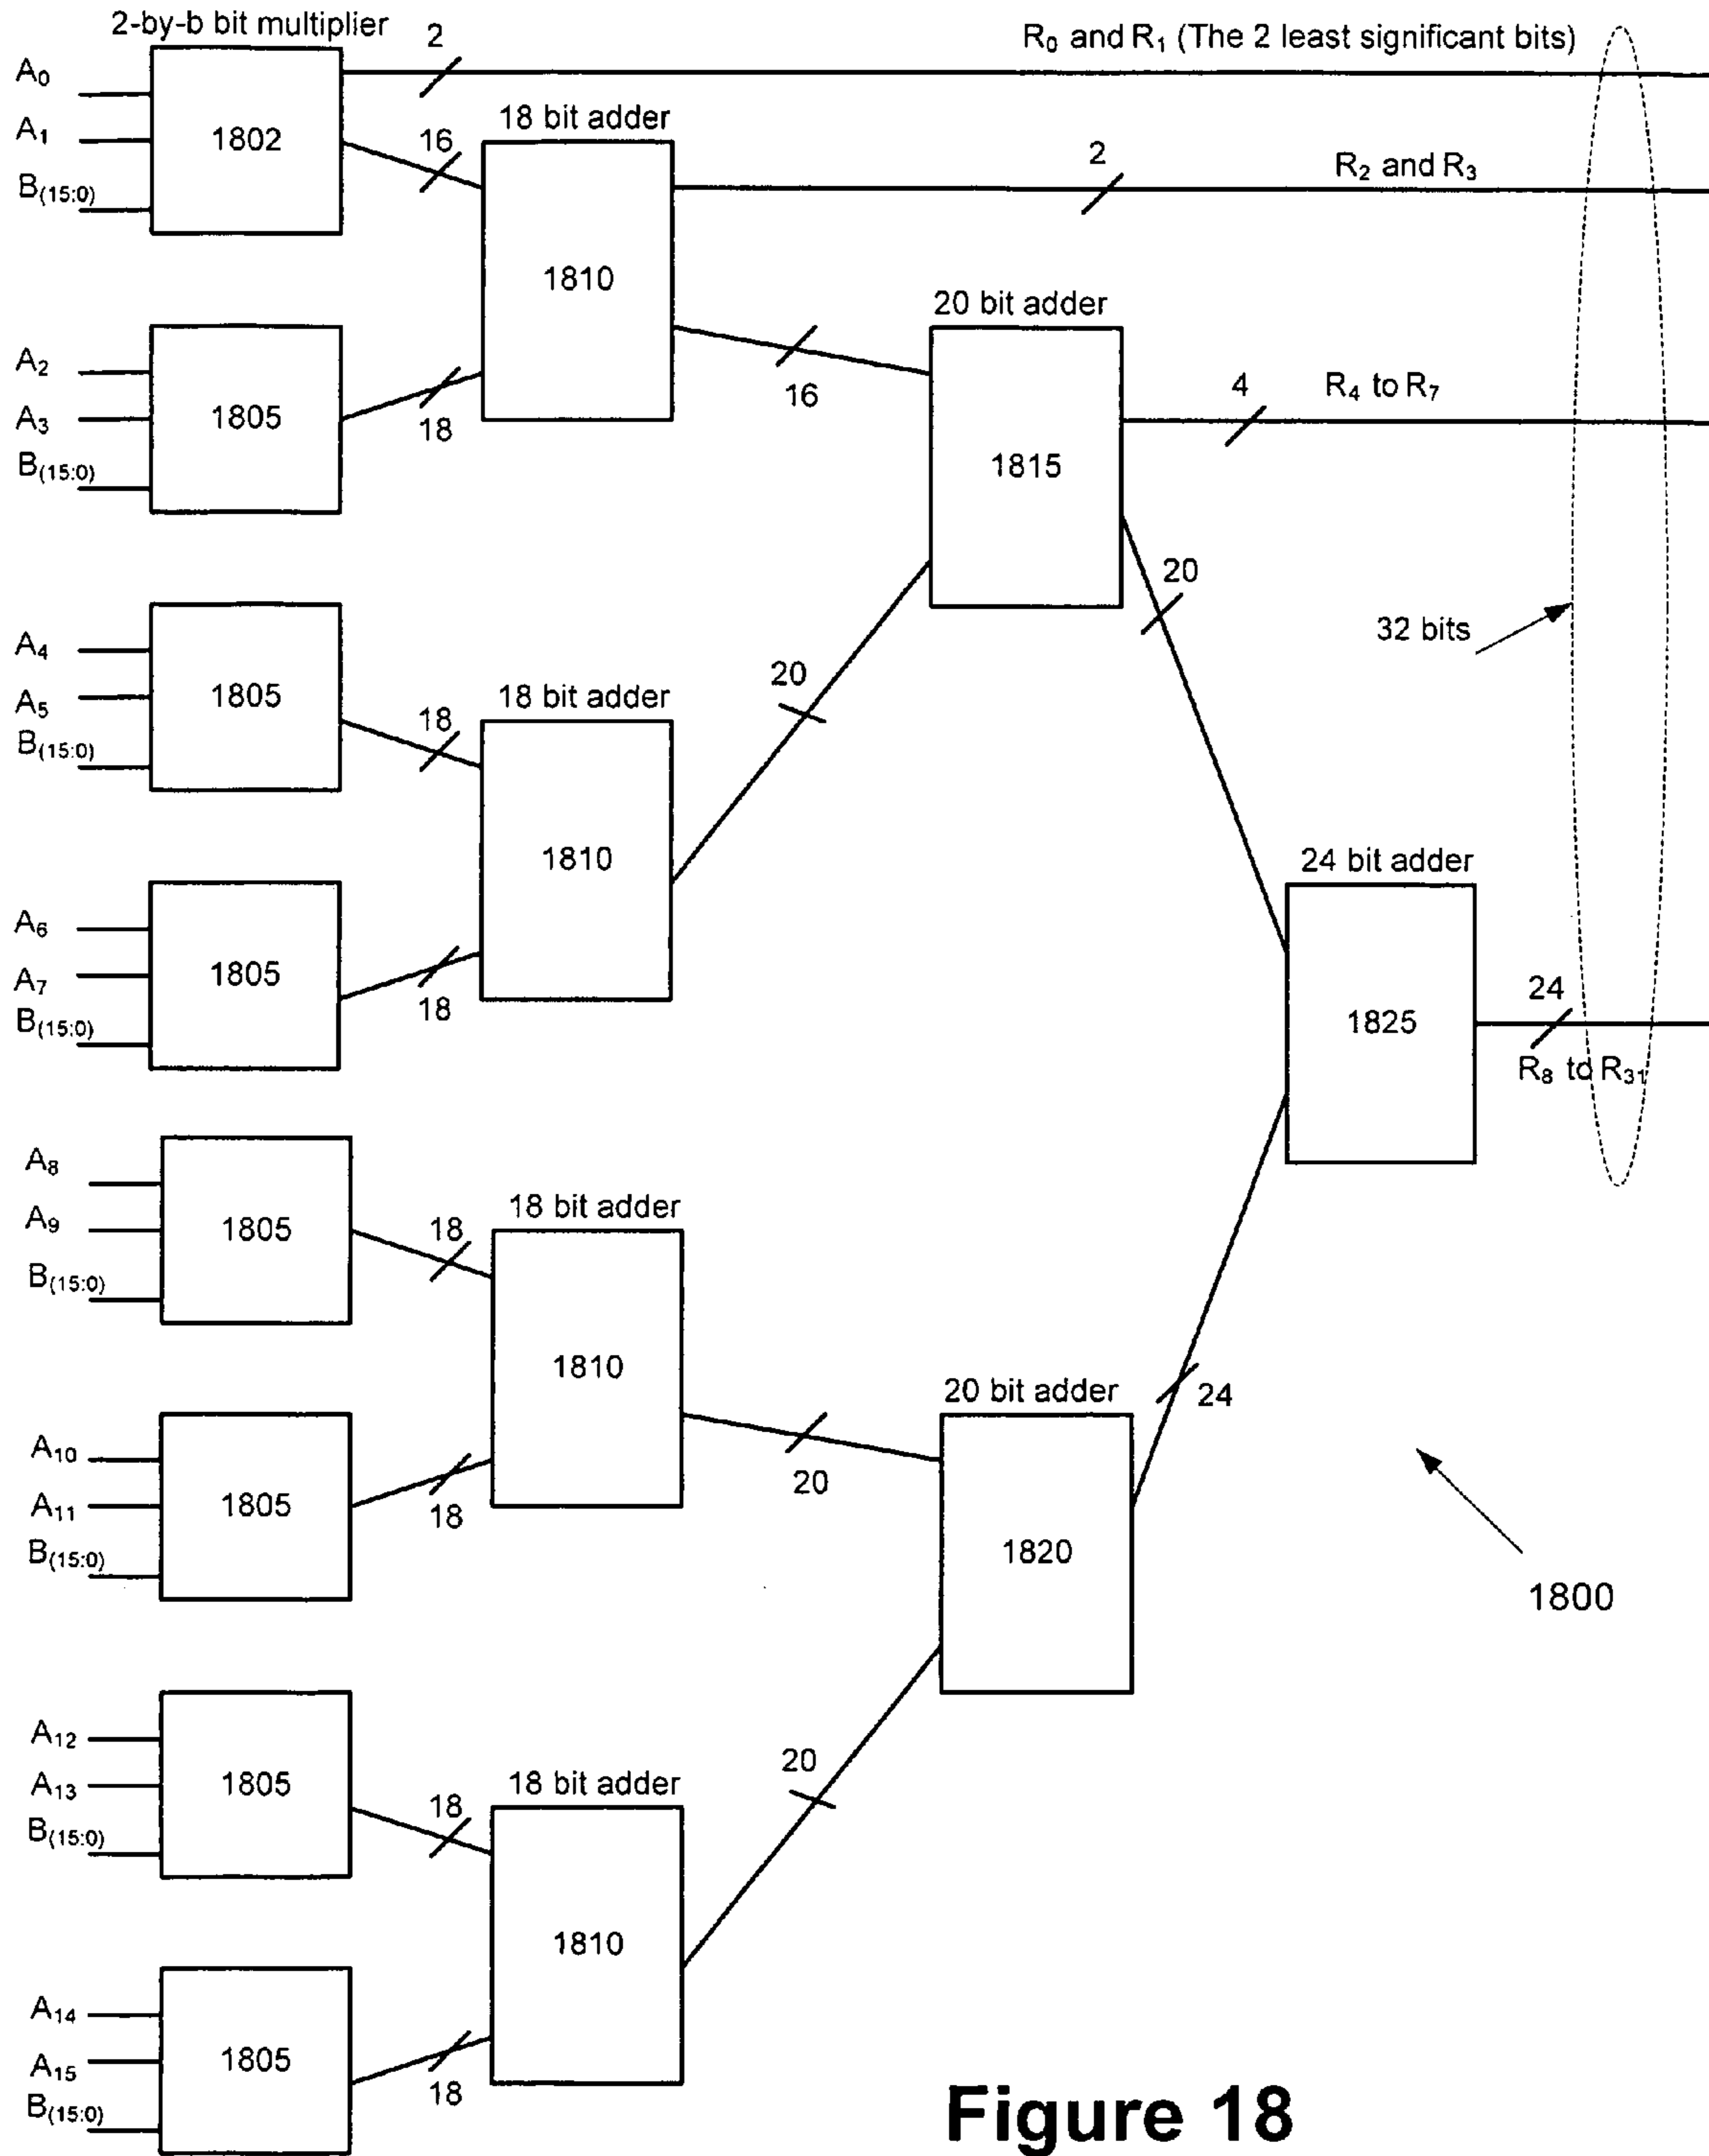 2-by-b bit multiplier
2
R₀ and R₁ (The 2 least significant bits)
A₀
A₁
B(15:0)
1802
16
18 bit adder
1810
2
R₂ and R₃
A₂
A₃
B(15:0)
1805
18
16
20 bit adder
1815
4
R₄ to R₇
20
32 bits
A₄
A₅
B(15:0)
1805
18
18 bit adder
1810
20
A₆
A₇
B(15:0)
1805
18
24 bit adder
1825
24
R₈ to R₃₁
A₈
A₉
B(15:0)
1805
18
18 bit adder
1810
20
A₁₀
A₁₁
B(15:0)
1805
18
20 bit adder
1820
24
1800
A₁₂
A₁₃
B(15:0)
1805
18
18 bit adder
1810
20
A₁₄
A₁₅
B(15:0)
1805
18
Figure 18